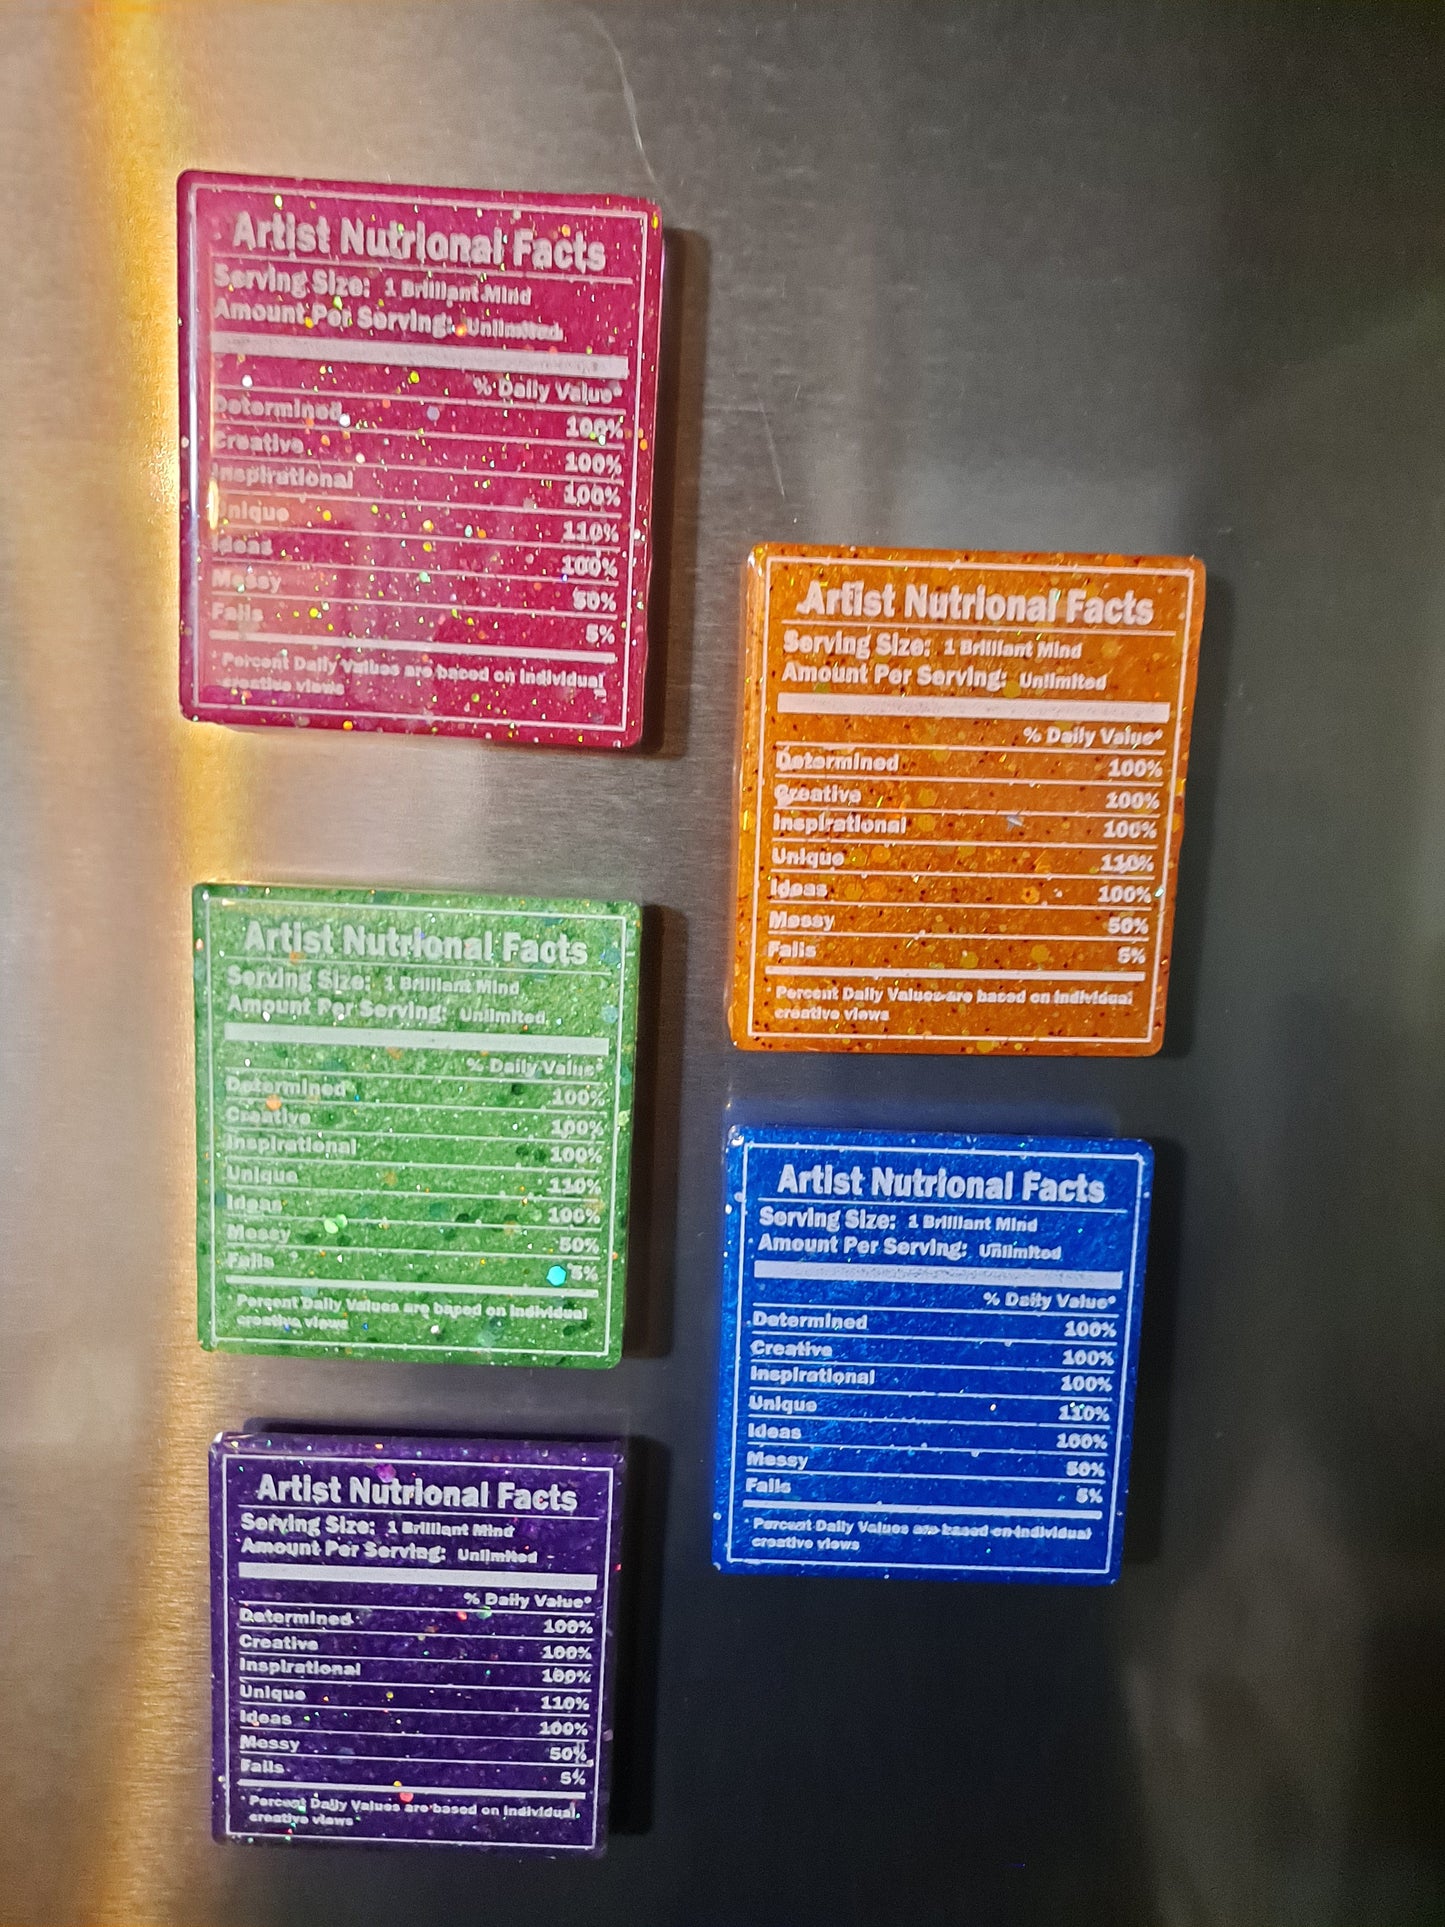 Artist Nutrional Facts
Serving Size: 1 Brilliant Mind
Amount Per Serving: Unlimited
% Daily Value*
Determined 100%
Creative 100%
Inspirational 100%
Unique 110%
Ideas 100%
Messy 50%
Fails 5%
* Percent Daily Values are based on individual
creative views
Artist Nutrional Facts
Serving Size: 1 Brilliant Mind
Amount Per Serving: Unlimited
% Daily Value*
Determined 100%
Creative 100%
Inspirational 100%
Unique 110%
Ideas 100%
Messy 50%
Fails 5%
* Percent Daily Values are based on individual
creative views
Artist Nutrional Facts
Serving Size: 1 Brilliant Mind
Amount Per Serving: Unlimited
% Daily Value*
Determined 100%
Creative 100%
Inspirational 100%
Unique 110%
Ideas 100%
Messy 50%
Fails 5%
* Percent Daily Values are based on individual
creative views
Artist Nutrional Facts
Serving Size: 1 Brilliant Mind
Amount Per Serving: Unlimited
% Daily Value*
Determined 100%
Creative 100%
Inspirational 100%
Unique 110%
Ideas 100%
Messy 50%
Fails 5%
* Percent Daily Values are based on individual
creative views
Artist Nutrional Facts
Serving Size: 1 Brilliant Mind
Amount Per Serving: Unlimited
% Daily Value*
Determined 100%
Creative 100%
Inspirational 100%
Unique 110%
Ideas 100%
Messy 50%
Fails 5%
* Percent Daily Values are based on individual
creative views